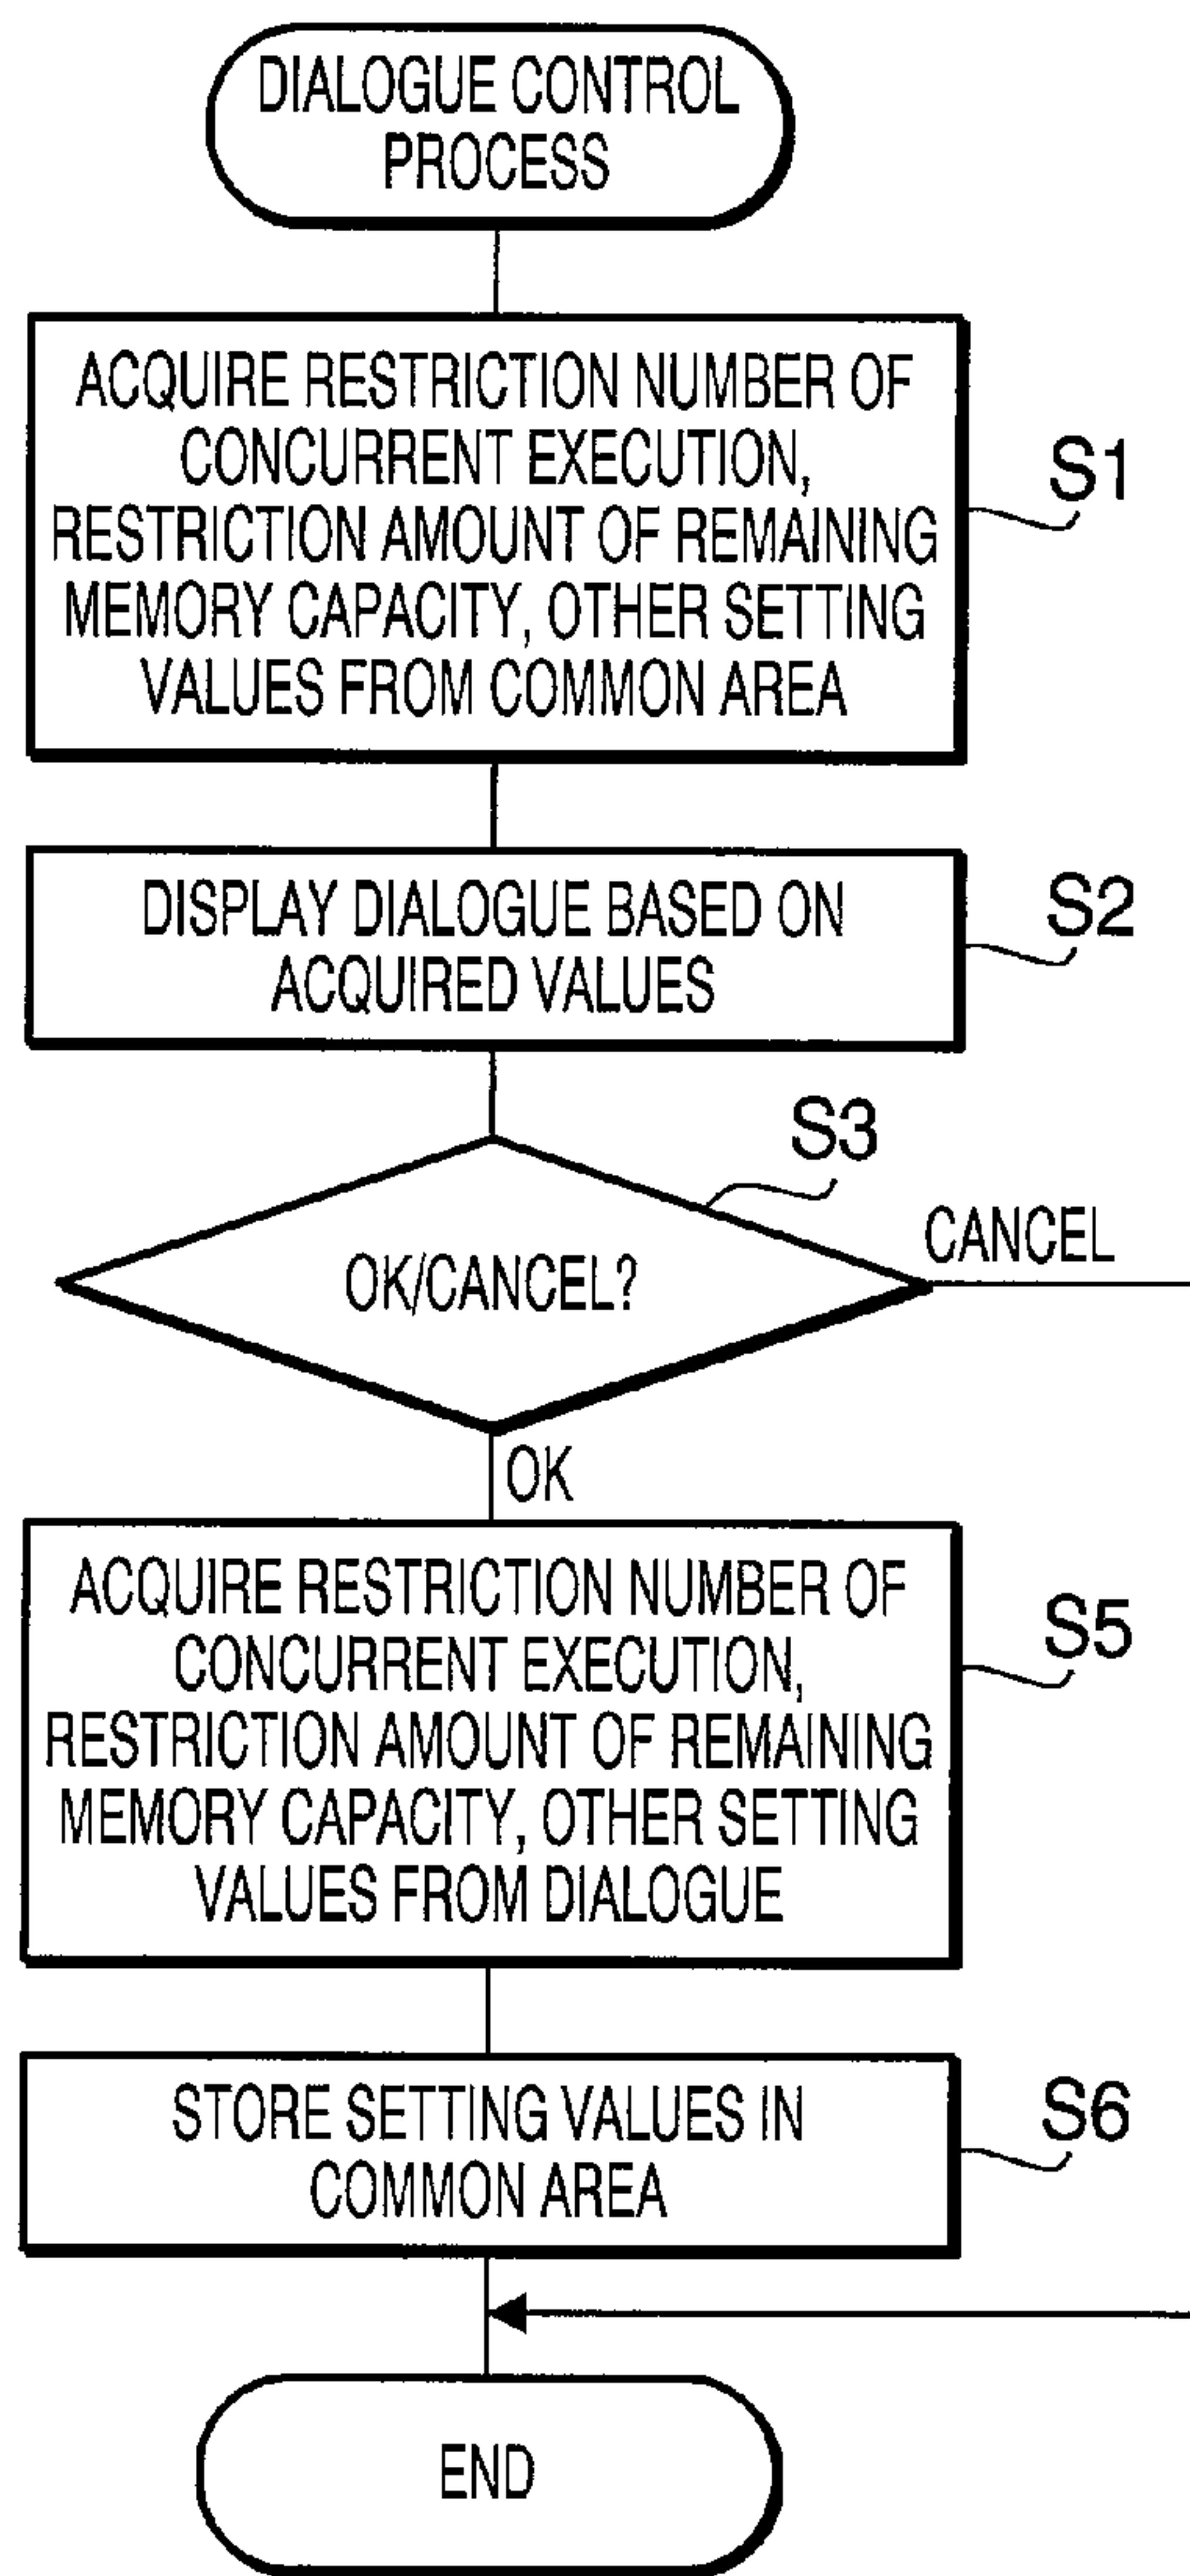 DIALOGUE CONTROL
PROCESS
ACQUIRE RESTRICTION NUMBER OF
CONCURRENT EXECUTION,
RESTRICTION AMOUNT OF REMAINING
MEMORY CAPACITY, OTHER SETTING
VALUES FROM COMMON AREA
S1
DISPLAY DIALOGUE BASED ON
ACQUIRED VALUES
S2
S3
OK/CANCEL?
CANCEL
OK
ACQUIRE RESTRICTION NUMBER OF
CONCURRENT EXECUTION,
RESTRICTION AMOUNT OF REMAINING
MEMORY CAPACITY, OTHER SETTING
VALUES FROM DIALOGUE
S5
STORE SETTING VALUES IN
COMMON AREA
S6
END